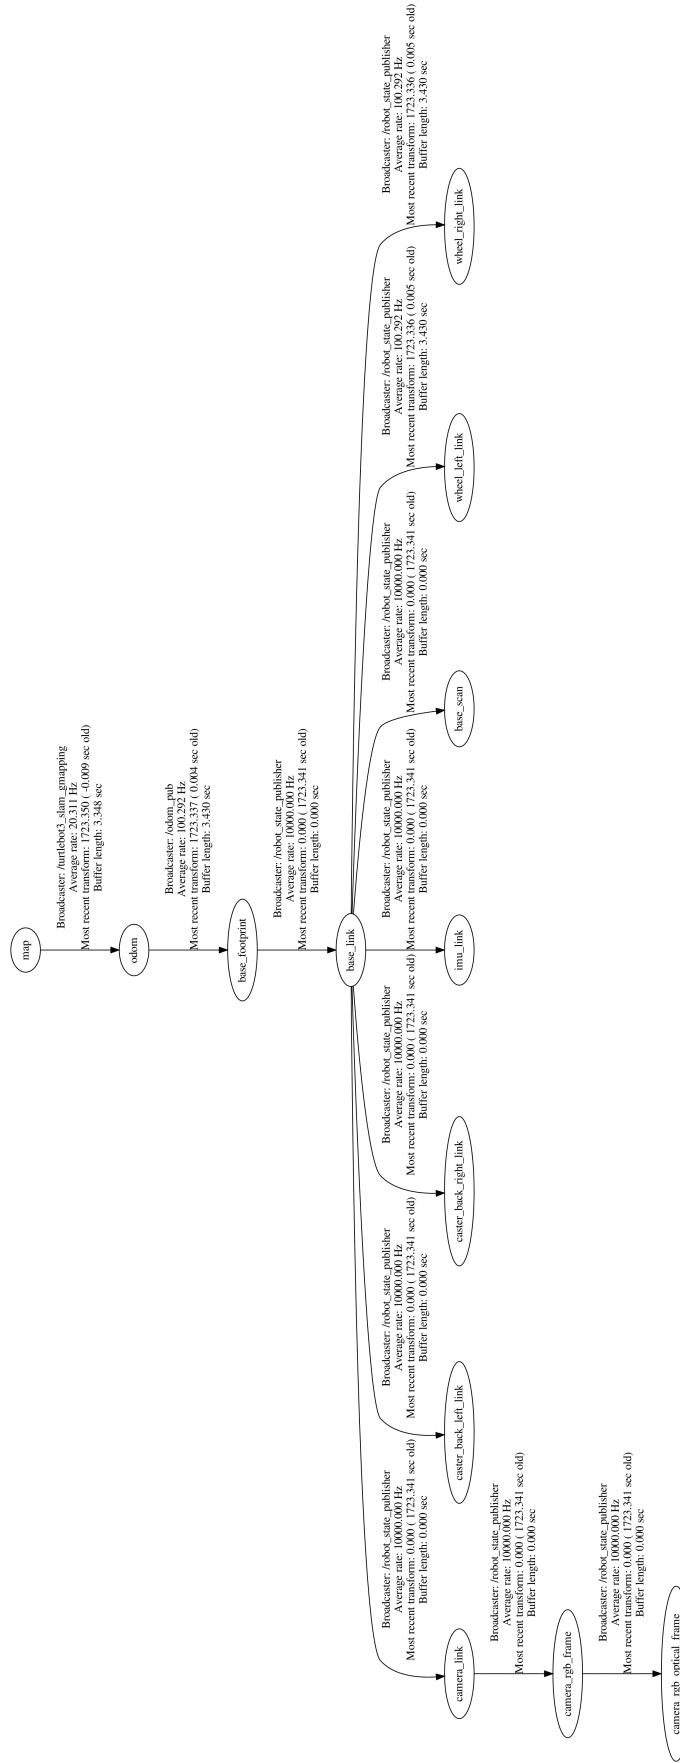 map
Broadcaster: /turtlebot3_slam_gmapping
Average rate: 20.311 Hz
Most recent transform: 1723.350 ( -0.009 sec old)
Buffer length: 3.348 sec
odom
Broadcaster: /odom_pub
Average rate: 100.292 Hz
Most recent transform: 1723.337 ( 0.004 sec old)
Buffer length: 3.430 sec
base_footprint
Broadcaster: /robot_state_publisher
Average rate: 10000.000 Hz
Most recent transform: 0.000 ( 1723.341 sec old)
Buffer length: 0.000 sec
base_link
Broadcaster: /robot_state_publisher
Average rate: 10000.000 Hz
Most recent transform: 0.000 ( 1723.341 sec old)
Buffer length: 0.000 sec
Broadcaster: /robot_state_publisher
Average rate: 10000.000 Hz
Most recent transform: 0.000 ( 1723.341 sec old)
Buffer length: 0.000 sec
Broadcaster: /robot_state_publisher
Average rate: 10000.000 Hz
Most recent transform: 0.000 ( 1723.341 sec old)
Buffer length: 0.000 sec
Broadcaster: /robot_state_publisher
Average rate: 10000.000 Hz
Most recent transform: 0.000 ( 1723.341 sec old)
Buffer length: 0.000 sec
Broadcaster: /robot_state_publisher
Average rate: 10000.000 Hz
Most recent transform: 0.000 ( 1723.341 sec old)
Buffer length: 0.000 sec
Broadcaster: /robot_state_publisher
Average rate: 100.292 Hz
Most recent transform: 1723.336 ( 0.005 sec old)
Buffer length: 3.430 sec
Broadcaster: /robot_state_publisher
Average rate: 100.292 Hz
Most recent transform: 1723.336 ( 0.005 sec old)
Buffer length: 3.430 sec
camera_link
caster_back_left_link
caster_back_right_link
imu_link
base_scan
wheel_left_link
wheel_right_link
Broadcaster: /robot_state_publisher
Average rate: 10000.000 Hz
Most recent transform: 0.000 ( 1723.341 sec old)
Buffer length: 0.000 sec
camera_rgb_frame
Broadcaster: /robot_state_publisher
Average rate: 10000.000 Hz
Most recent transform: 0.000 ( 1723.341 sec old)
Buffer length: 0.000 sec
camera_rgb_optical_frame